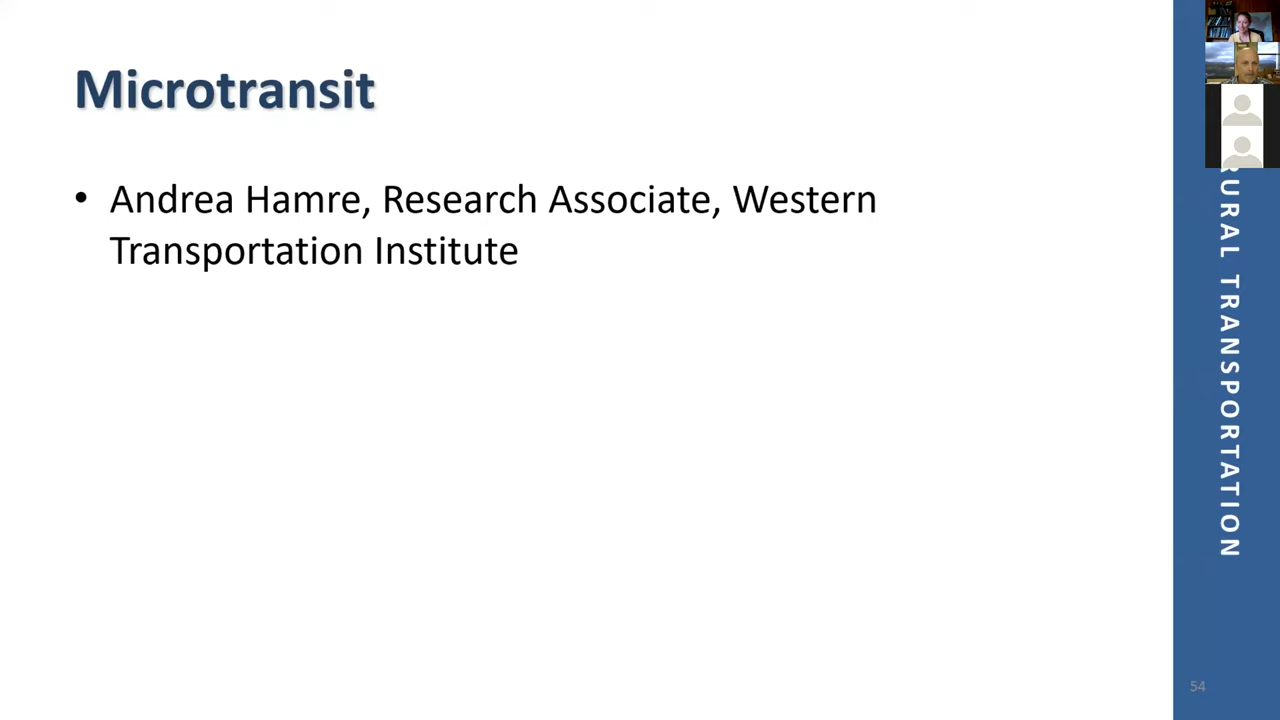 Microtransit
• Andrea Hamre, Research Associate, Western
Transportation Institute
RURAL TRANSPORTATION
54